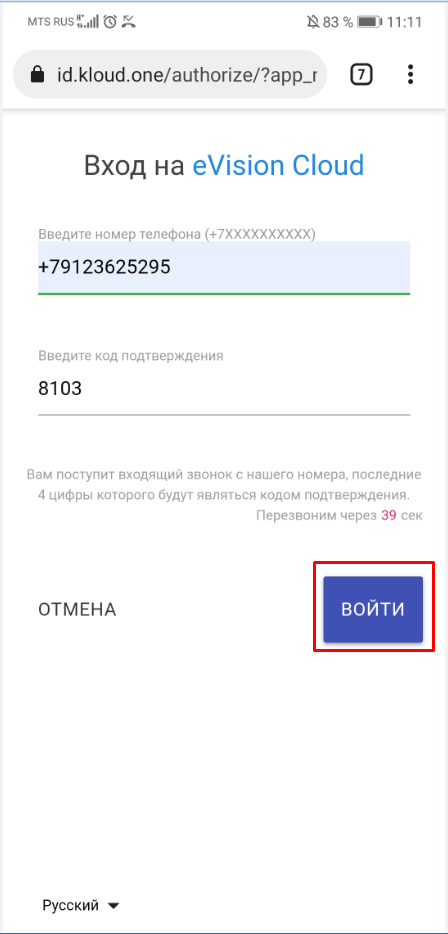 MTS RUS 83 % 11:11
id.kloud.one/authorize/?app_r
7
Вход на eVision Cloud
Введите номер телефона (+7XXXXXXXXXX)
+79123625295
Введите код подтверждения
8103
Вам поступит входящий звонок с нашего номера, последние
4 цифры которого будут являться кодом подтверждения.
Перезвоним через 39 сек
ОТМЕНА ВОЙТИ
Русский